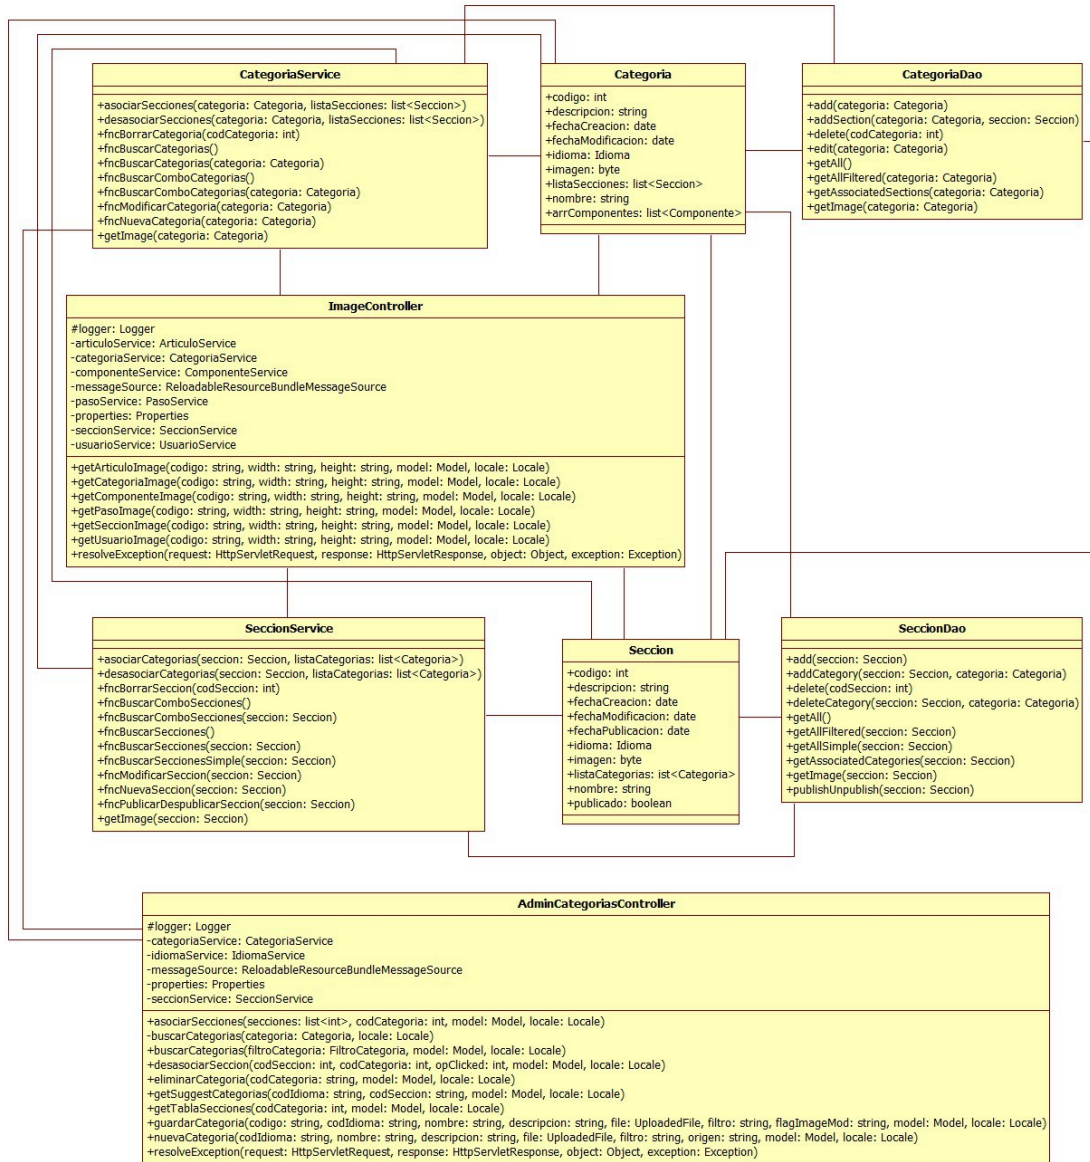 CategoriaService
+asociarSecciones(categoria: Categoria, listaSecciones: list<Seccion>)
+desasociarSecciones(categoria: Categoria, listaSecciones: list<Seccion>)
+fncBorrarCategoria(codCategoria: int)
+fncBuscarCategorias()
+fncBuscarCategorias(categoria: Categoria)
+fncBuscarComboCategorias()
+fncBuscarComboCategorias(categoria: Categoria)
+fncModificarCategoria(categoria: Categoria)
+fncNuevaCategoria(categoria: Categoria)
+getImage(categoria: Categoria)
Categoria
+codigo: int
+descripcion: string
+fechaCreacion: date
+fechaModificacion: date
+idioma: Idioma
+imagen: byte
+listaSecciones: list<Seccion>
+nombre: string
+arrComponentes: list<Componente>
CategoriaDao
+add(categoria: Categoria)
+addSection(categoria: Categoria, seccion: Seccion)
+delete(codCategoria: int)
+edit(categoria: Categoria)
+getAll()
+getAllFiltered(categoria: Categoria)
+getAssociatedSections(categoria: Categoria)
+getImage(categoria: Categoria)
ImageController
#logger: Logger
-articuloService: ArticuloService
-categoriaService: CategoriaService
-componenteService: ComponenteService
-messageSource: ReloadableResourceBundleMessageSource
-pasoService: PasoService
-properties: Properties
-seccionService: SeccionService
-usuarioService: UsuarioService
+getArticuloImage(codigo: string, width: string, height: string, model: Model, locale: Locale)
+getCategoriaImage(codigo: string, width: string, height: string, model: Model, locale: Locale)
+getComponenteImage(codigo: string, width: string, height: string, model: Model, locale: Locale)
+getPasoImage(codigo: string, width: string, height: string, model: Model, locale: Locale)
+getSeccionImage(codigo: string, width: string, height: string, model: Model, locale: Locale)
+getUsuarioImage(codigo: string, width: string, height: string, model: Model, locale: Locale)
+resolveException(request: HttpServletRequest, response: HttpServletResponse, object: Object, exception: Exception)
SeccionService
+asociarCategorias(seccion: Seccion, listaCategorias: list<Categoria>)
+desasociarCategorias(seccion: Seccion, listaCategorias: list<Categoria>)
+fncBorrarSeccion(codSeccion: int)
+fncBuscarComboSecciones()
+fncBuscarComboSecciones(seccion: Seccion)
+fncBuscarSecciones()
+fncBuscarSecciones(seccion: Seccion)
+fncBuscarSeccionesSimple(seccion: Seccion)
+fncModificarSeccion(seccion: Seccion)
+fncNuevaSeccion(seccion: Seccion)
+fncPublicarDespublicarSeccion(seccion: Seccion)
+getImage(seccion: Seccion)
Seccion
+codigo: int
+descripcion: string
+fechaCreacion: date
+fechaModificacion: date
+fechaPublicacion: date
+idioma: Idioma
+imagen: byte
+listaCategorias: ist<Categoria>
+nombre: string
+publicado: boolean
SeccionDao
+add(seccion: Seccion)
+addCategory(seccion: Seccion, categoria: Categoria)
+delete(codSeccion: int)
+deleteCategory(seccion: Seccion, categoria: Categoria)
+getAll()
+getAllFiltered(seccion: Seccion)
+getAllSimple(seccion: Seccion)
+getAssociatedCategories(seccion: Seccion)
+getImage(seccion: Seccion)
+publishUnpublish(seccion: Seccion)
AdminCategoriasController
#logger: Logger
-categoriaService: CategoriaService
-idiomaService: IdiomaService
-messageSource: ReloadableResourceBundleMessageSource
-properties: Properties
-seccionService: SeccionService
+asociarSecciones(secciones: list<int>, codCategoria: int, model: Model, locale: Locale)
-buscarCategorias(categoria: Categoria, locale: Locale)
+buscarCategorias(filtroCategoria: FiltroCategoria, model: Model, locale: Locale)
+desasociarSeccion(codSeccion: int, codCategoria: int, opClicked: int, model: Model, locale: Locale)
+eliminarCategoria(codCategoria: string, model: Model, locale: Locale)
+getSuggestCategorias(codIdioma: string, codSeccion: string, model: Model, locale: Locale)
+getTablaSecciones(codCategoria: int, model: Model, locale: Locale)
+guardarCategoria(codigo: string, codIdioma: string, nombre: string, descripcion: string, file: UploadedFile, filtro: string, flagImageMod: string, model: Model, locale: Locale)
+nuevaCategoria(codIdioma: string, nombre: string, descripcion: string, file: UploadedFile, filtro: string, origen: string, model: Model, locale: Locale)
+resolveException(request: HttpServletRequest, response: HttpServletResponse, object: Object, exception: Exception)